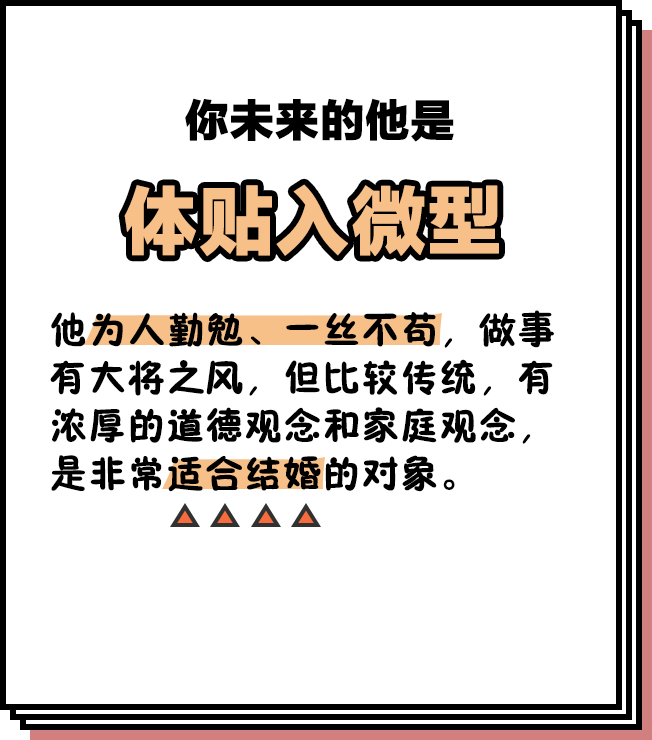 你未来的他是
体贴入微型
他为人勤勉、一丝不苟，做事
有大将之风，但比较传统，有
浓厚的道德观念和家庭观念，
是非常适合结婚的对象。